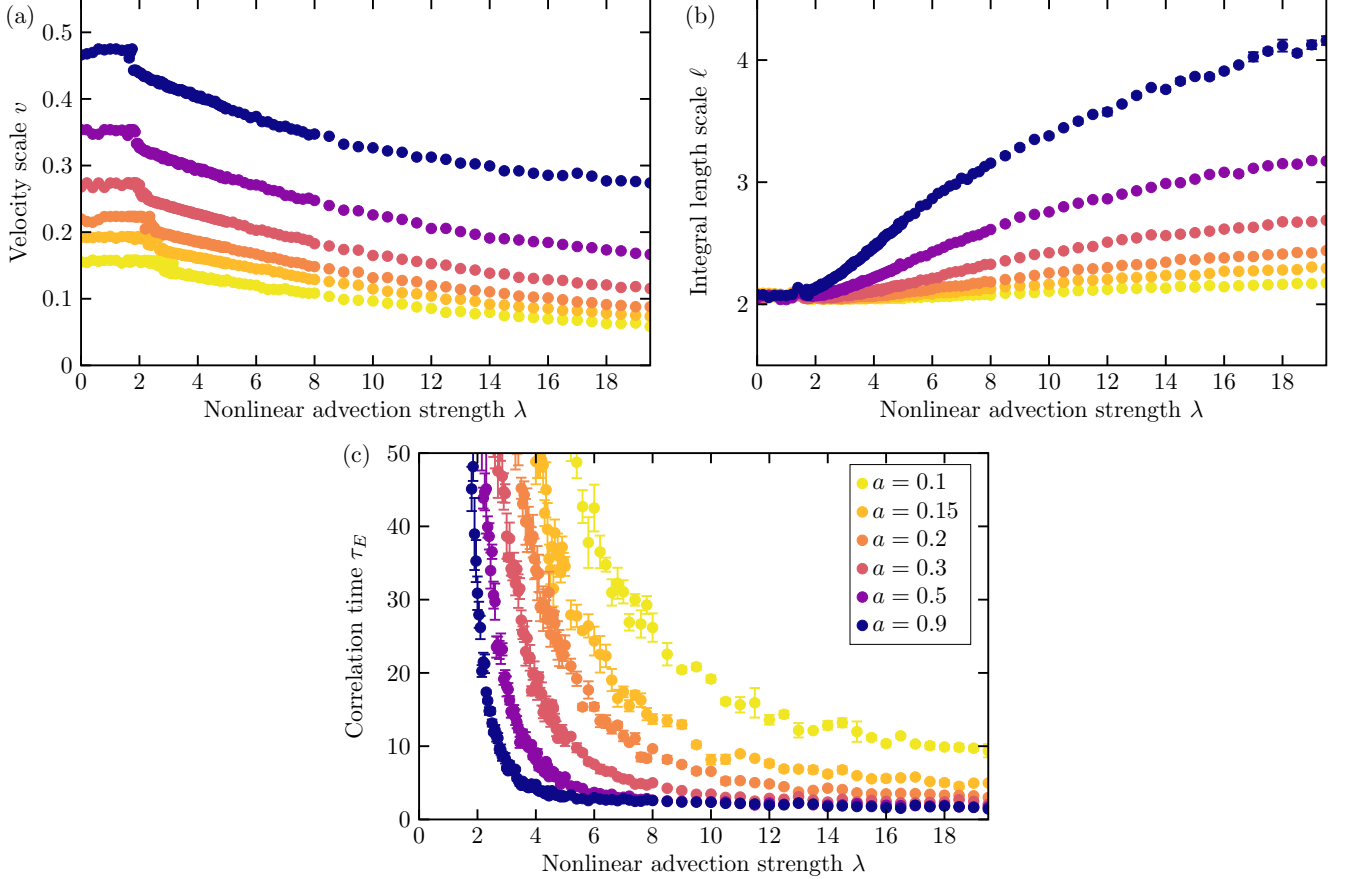 (a)
Velocity scale v
0.5
0.4
0.3
0.2
0.1
0
0 2 4 6 8 10 12 14 16 18
Nonlinear advection strength λ
(b)
Integral length scale ℓ
4
3
2
0 2 4 6 8 10 12 14 16 18
Nonlinear advection strength λ
(c)
Correlation time τ_E
50
40
30
20
10
0
0 2 4 6 8 10 12 14 16 18
Nonlinear advection strength λ
a = 0.1
a = 0.15
a = 0.2
a = 0.3
a = 0.5
a = 0.9